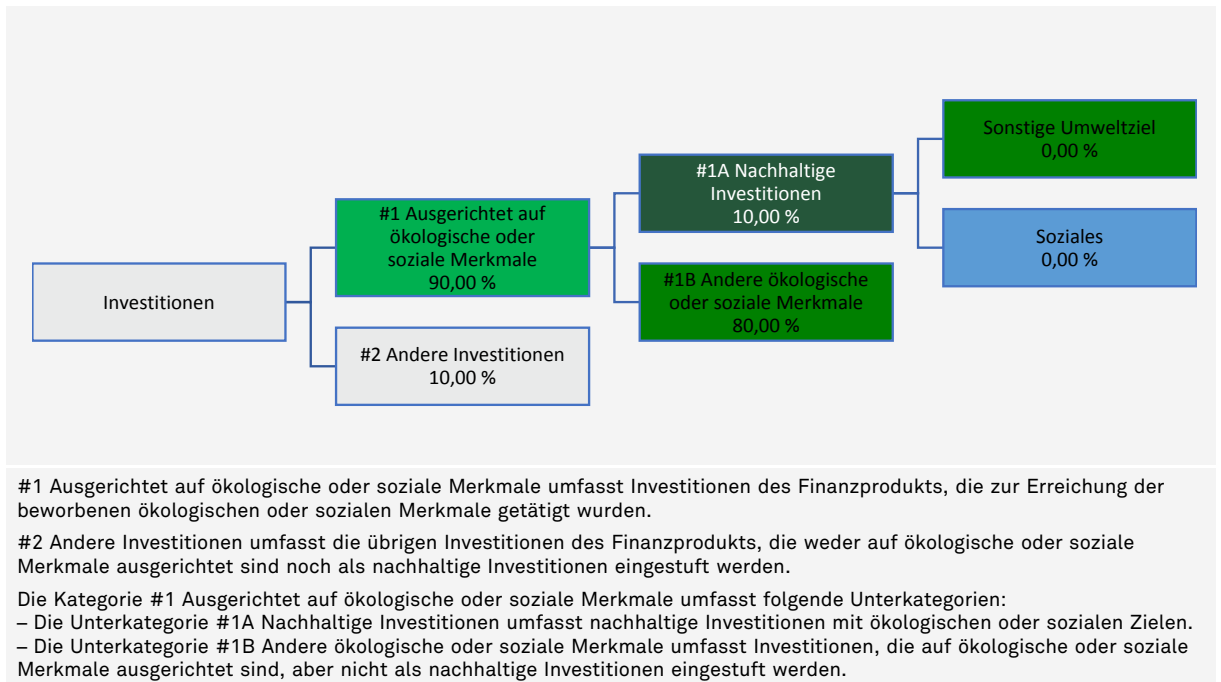 Investitionen
#1 Ausgerichtet auf
ökologische oder
soziale Merkmale
90,00 %
#2 Andere Investitionen
10,00 %
#1A Nachhaltige
Investitionen
10,00 %
#1B Andere ökologische
oder soziale Merkmale
80,00 %
Sonstige Umweltziel
0,00 %
Soziales
0,00 %
#1 Ausgerichtet auf ökologische oder soziale Merkmale umfasst Investitionen des Finanzprodukts, die zur Erreichung der
beworbenen ökologischen oder sozialen Merkmale getätigt wurden.
#2 Andere Investitionen umfasst die übrigen Investitionen des Finanzprodukts, die weder auf ökologische oder soziale
Merkmale ausgerichtet sind noch als nachhaltige Investitionen eingestuft werden.
Die Kategorie #1 Ausgerichtet auf ökologische oder soziale Merkmale umfasst folgende Unterkategorien:
– Die Unterkategorie #1A Nachhaltige Investitionen umfasst nachhaltige Investitionen mit ökologischen oder sozialen Zielen.
– Die Unterkategorie #1B Andere ökologische oder soziale Merkmale umfasst Investitionen, die auf ökologische oder soziale
Merkmale ausgerichtet sind, aber nicht als nachhaltige Investitionen eingestuft werden.